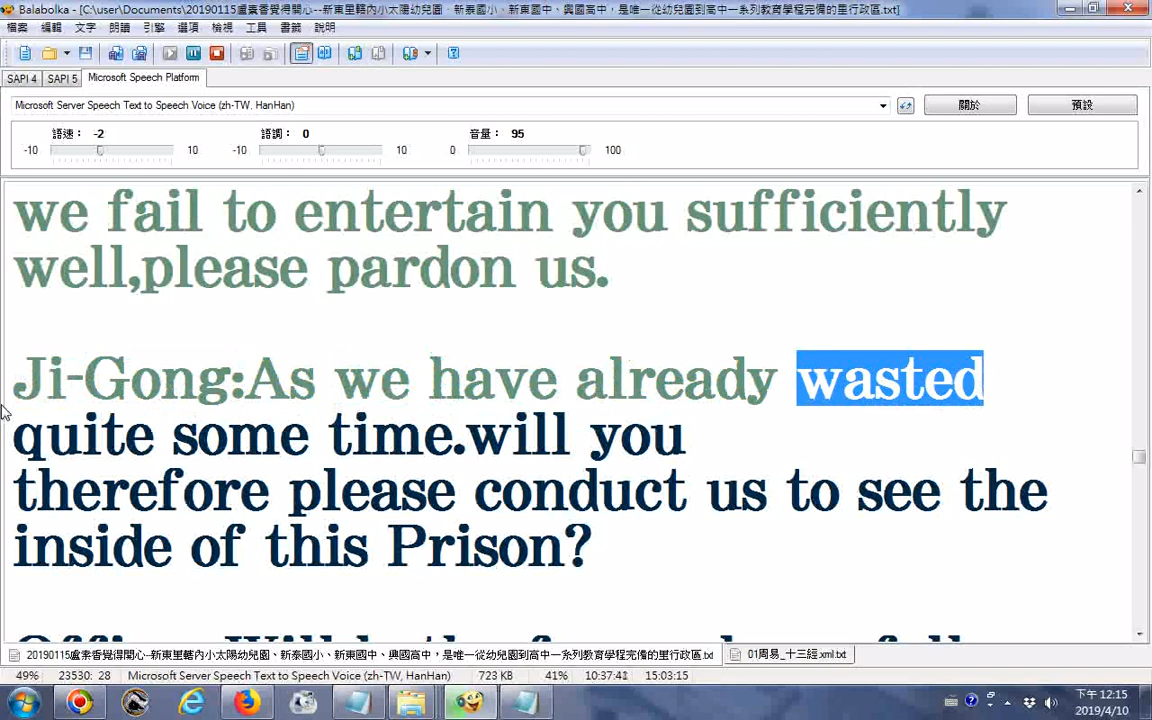 Balabolka - [C:\user\Documents\20190115盧素香覺得開心--新東里轄內小太陽幼兒園、新泰國小、新東國中、興國高中，是唯一從幼兒園到高中一系列教育學程完備的里行政區.txt]
檔案 編輯 文字 朗讀 引擎 選項 檢視 工具 書籤 說明
SAPI 4 SAPI 5 Microsoft Speech Platform
Microsoft Server Speech Text to Speech Voice (zh-TW, HanHan) 關於 預設
語速： -2 語調： 0 音量： 95
-10 10 -10 10 0 100
we fail to entertain you sufficiently
well,please pardon us.
Ji-Gong:As we have already wasted
quite some time.will you
therefore please conduct us to see the
inside of this Prison?
20190115盧素香覺得開心--新東里轄內小太陽幼兒園、新泰國小、新東國中、興國高中，是唯一從幼兒園到高中一系列教育學程完備的里行政區.txt 01周易_十三經.xml.txt
49% 23530: 28 Microsoft Server Speech Text to Speech Voice (zh-TW, HanHan) 723 KB 41% 10:37:41 15:03:15
下午 12:15
2019/4/10